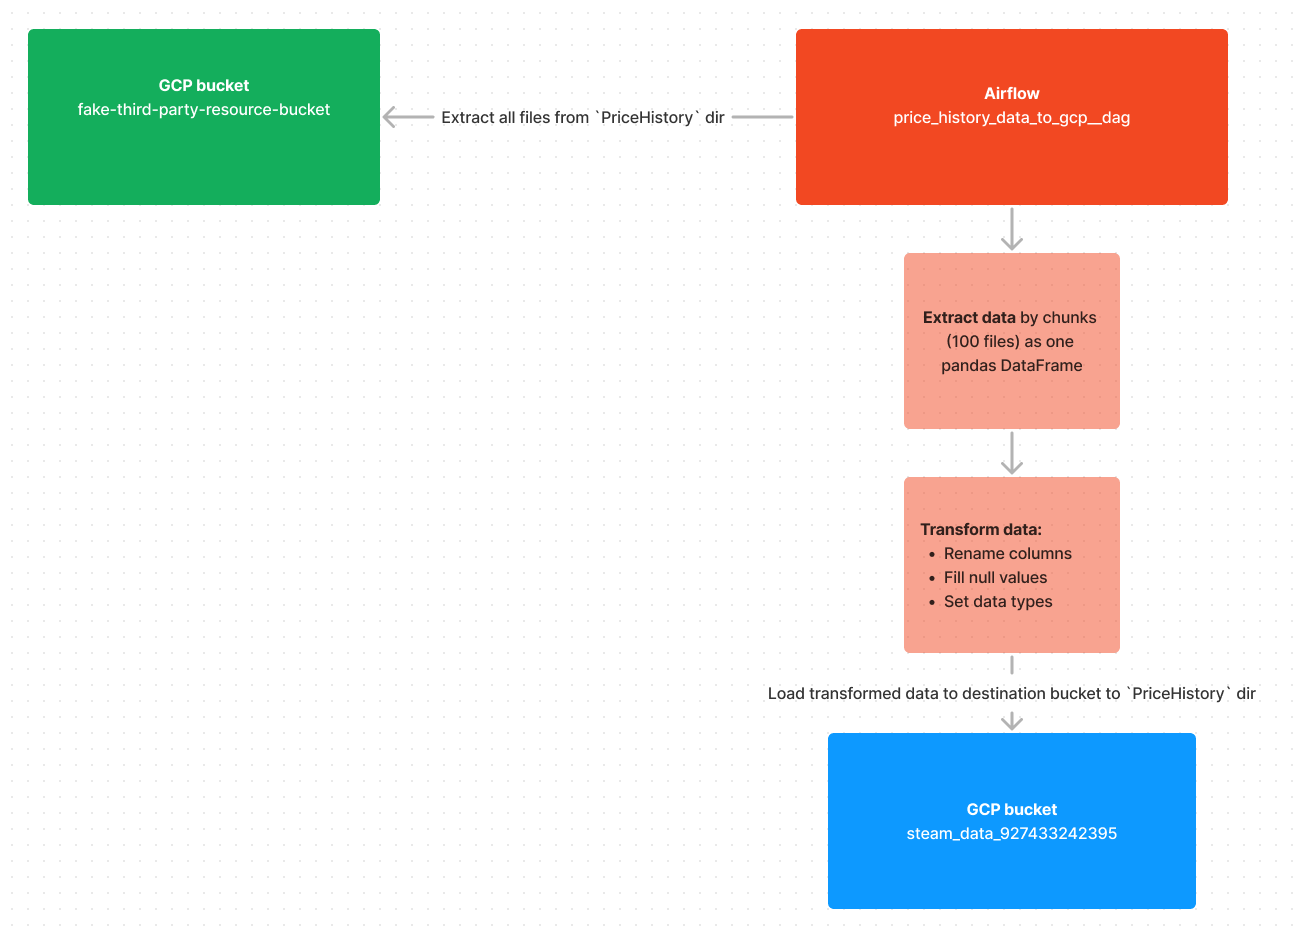 GCP bucket
fake-third-party-resource-bucket
Extract all files from `PriceHistory` dir
Airflow
price_history_data_to_gcp__dag
Extract data by chunks
(100 files) as one
pandas DataFrame
Transform data:
• Rename columns
• Fill null values
• Set data types
Load transformed data to destination bucket to `PriceHistory` dir
GCP bucket
steam_data_927433242395